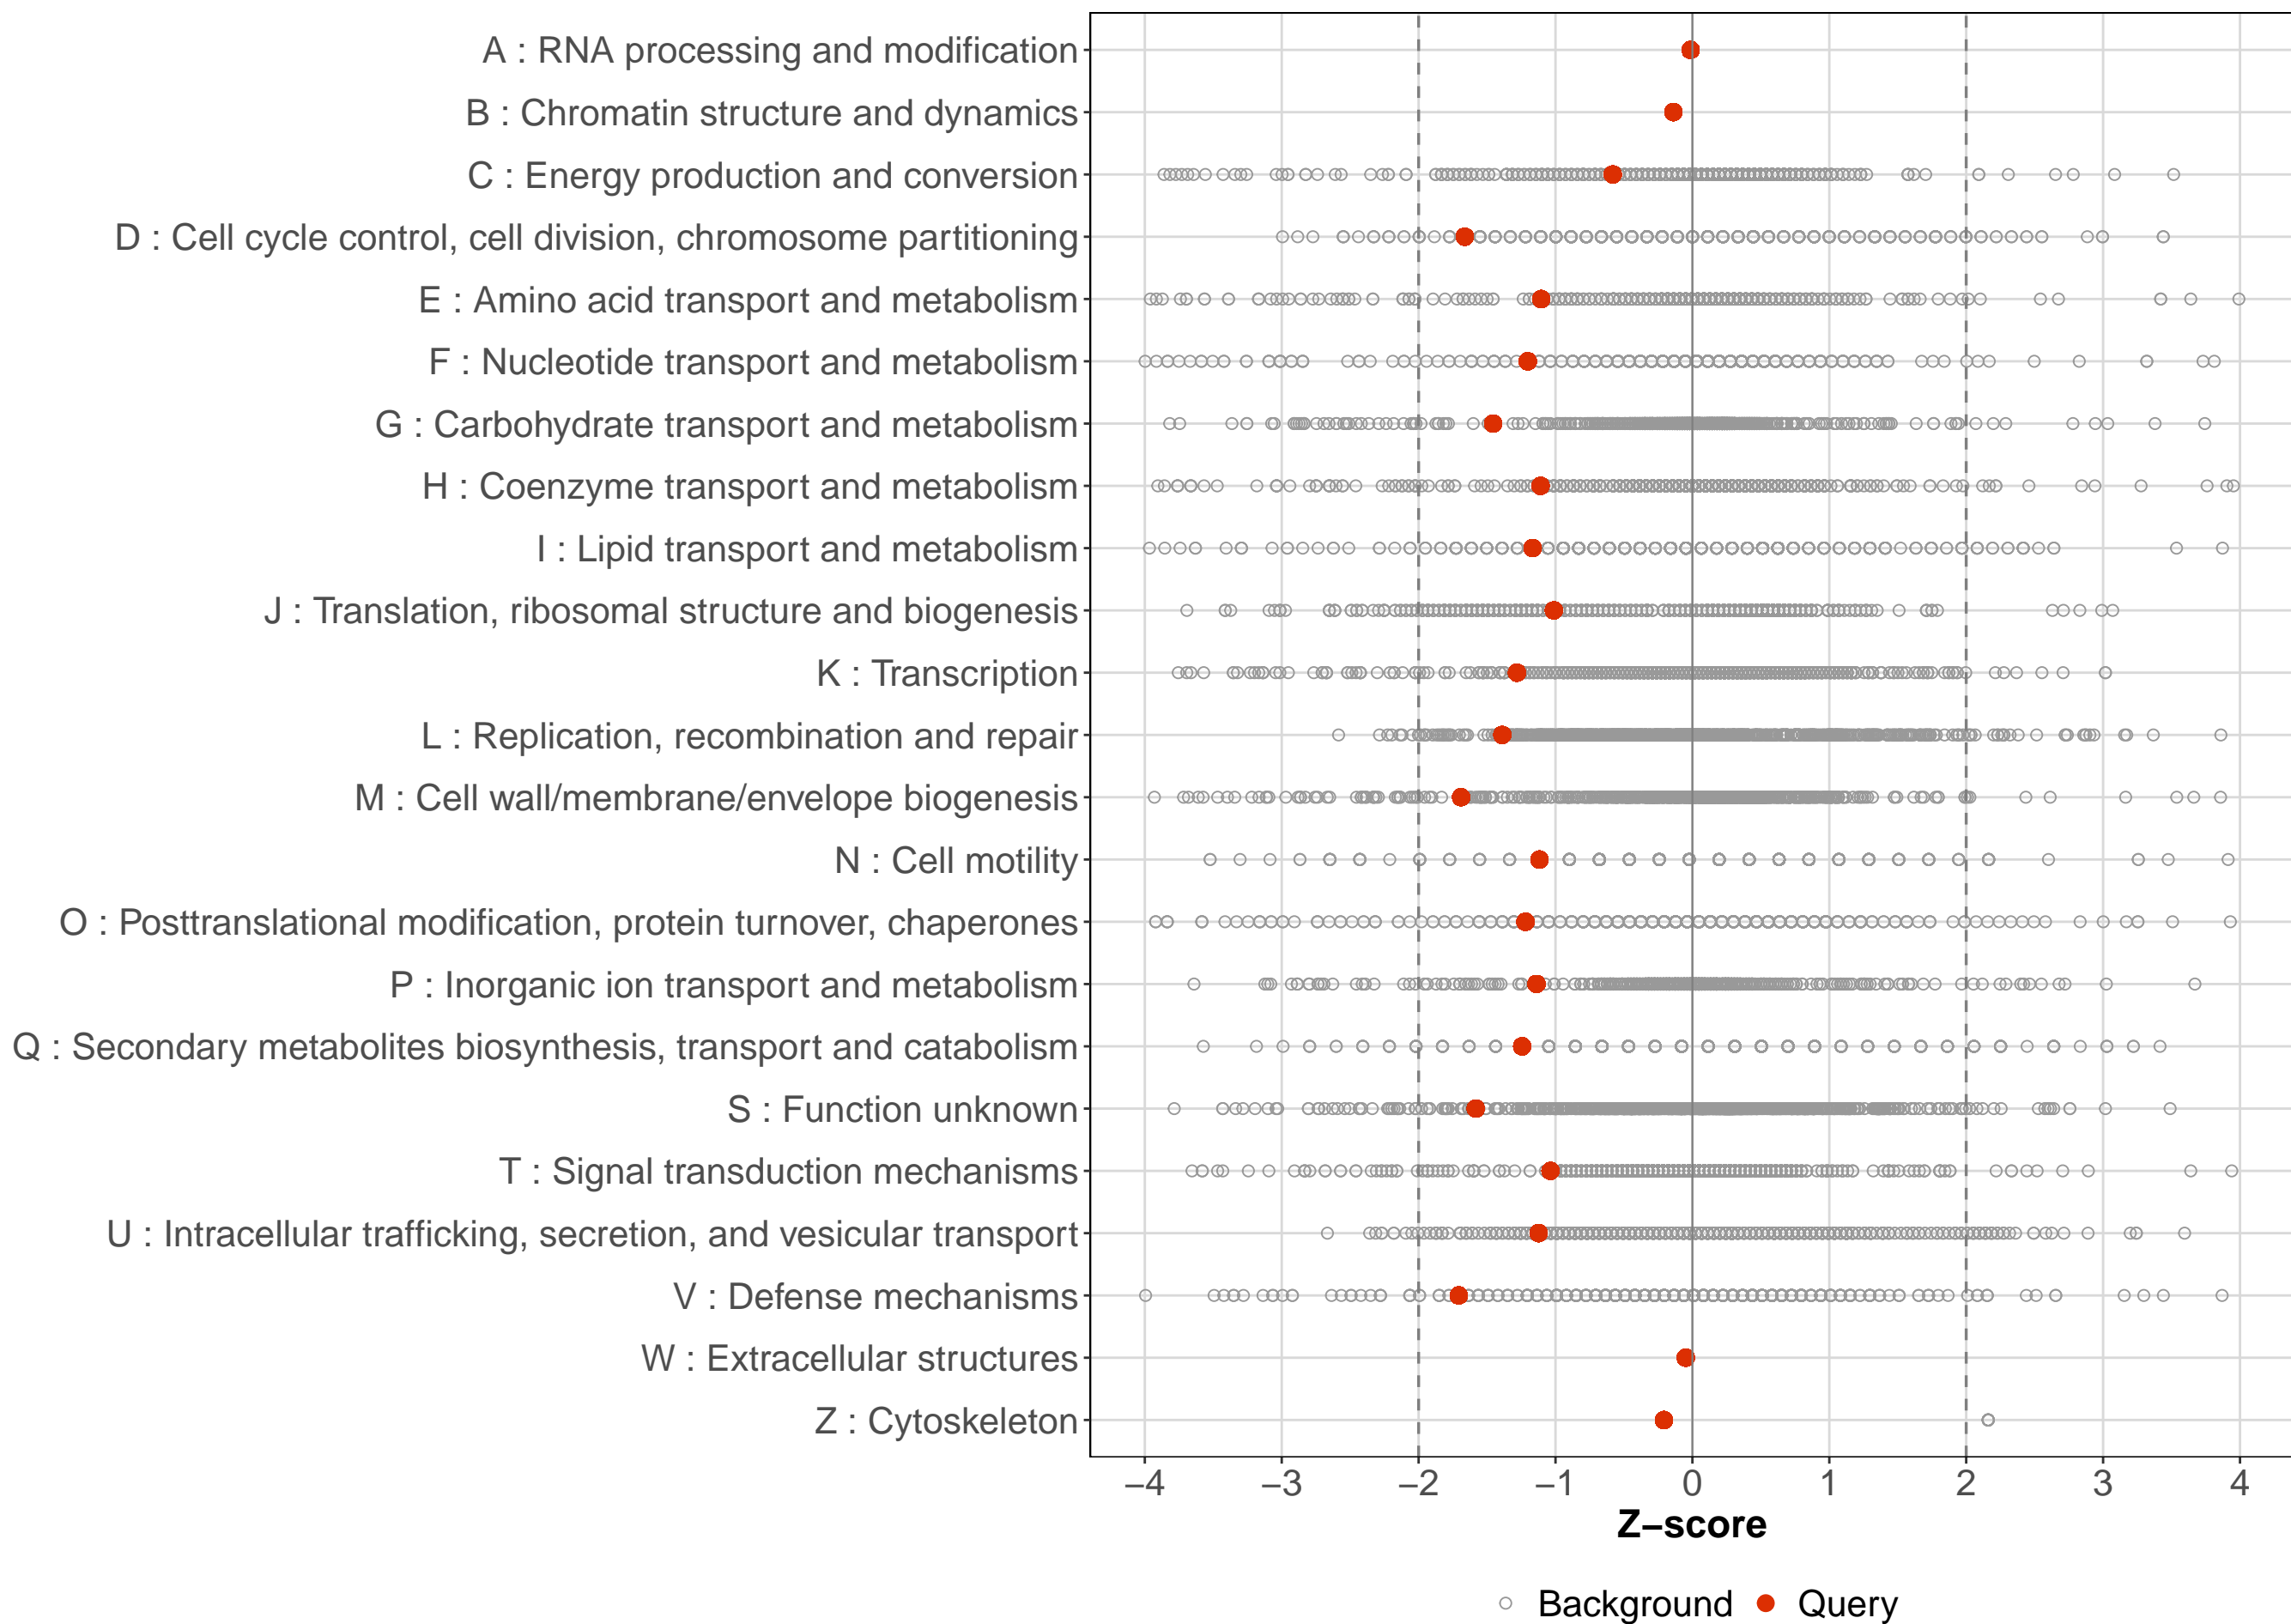 A : RNA processing and modification
B : Chromatin structure and dynamics
C : Energy production and conversion
D : Cell cycle control, cell division, chromosome partitioning
E : Amino acid transport and metabolism
F : Nucleotide transport and metabolism
G : Carbohydrate transport and metabolism
H : Coenzyme transport and metabolism
I : Lipid transport and metabolism
J : Translation, ribosomal structure and biogenesis
K : Transcription
L : Replication, recombination and repair
M : Cell wall/membrane/envelope biogenesis
N : Cell motility
O : Posttranslational modification, protein turnover, chaperones
P : Inorganic ion transport and metabolism
Q : Secondary metabolites biosynthesis, transport and catabolism
S : Function unknown
T : Signal transduction mechanisms
U : Intracellular trafficking, secretion, and vesicular transport
V : Defense mechanisms
W : Extracellular structures
Z : Cytoskeleton
−4 −3 −2 −1 0 1 2 3 4
Z−score
Background Query